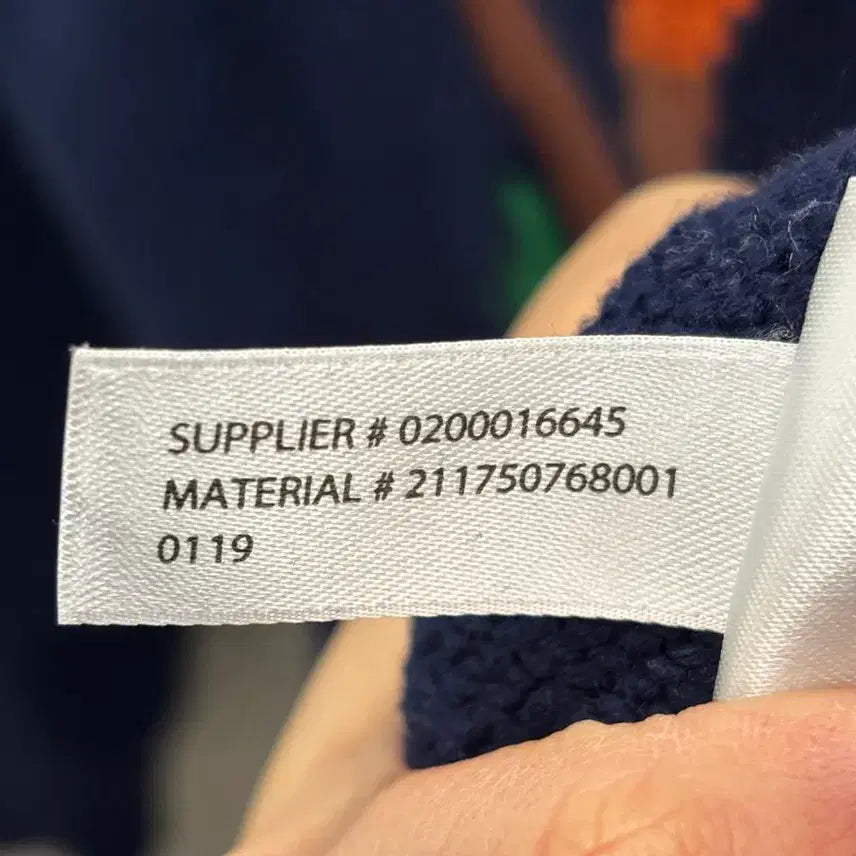 SUPPLIER # 0200016645
MATERIAL # 211750768001
0119